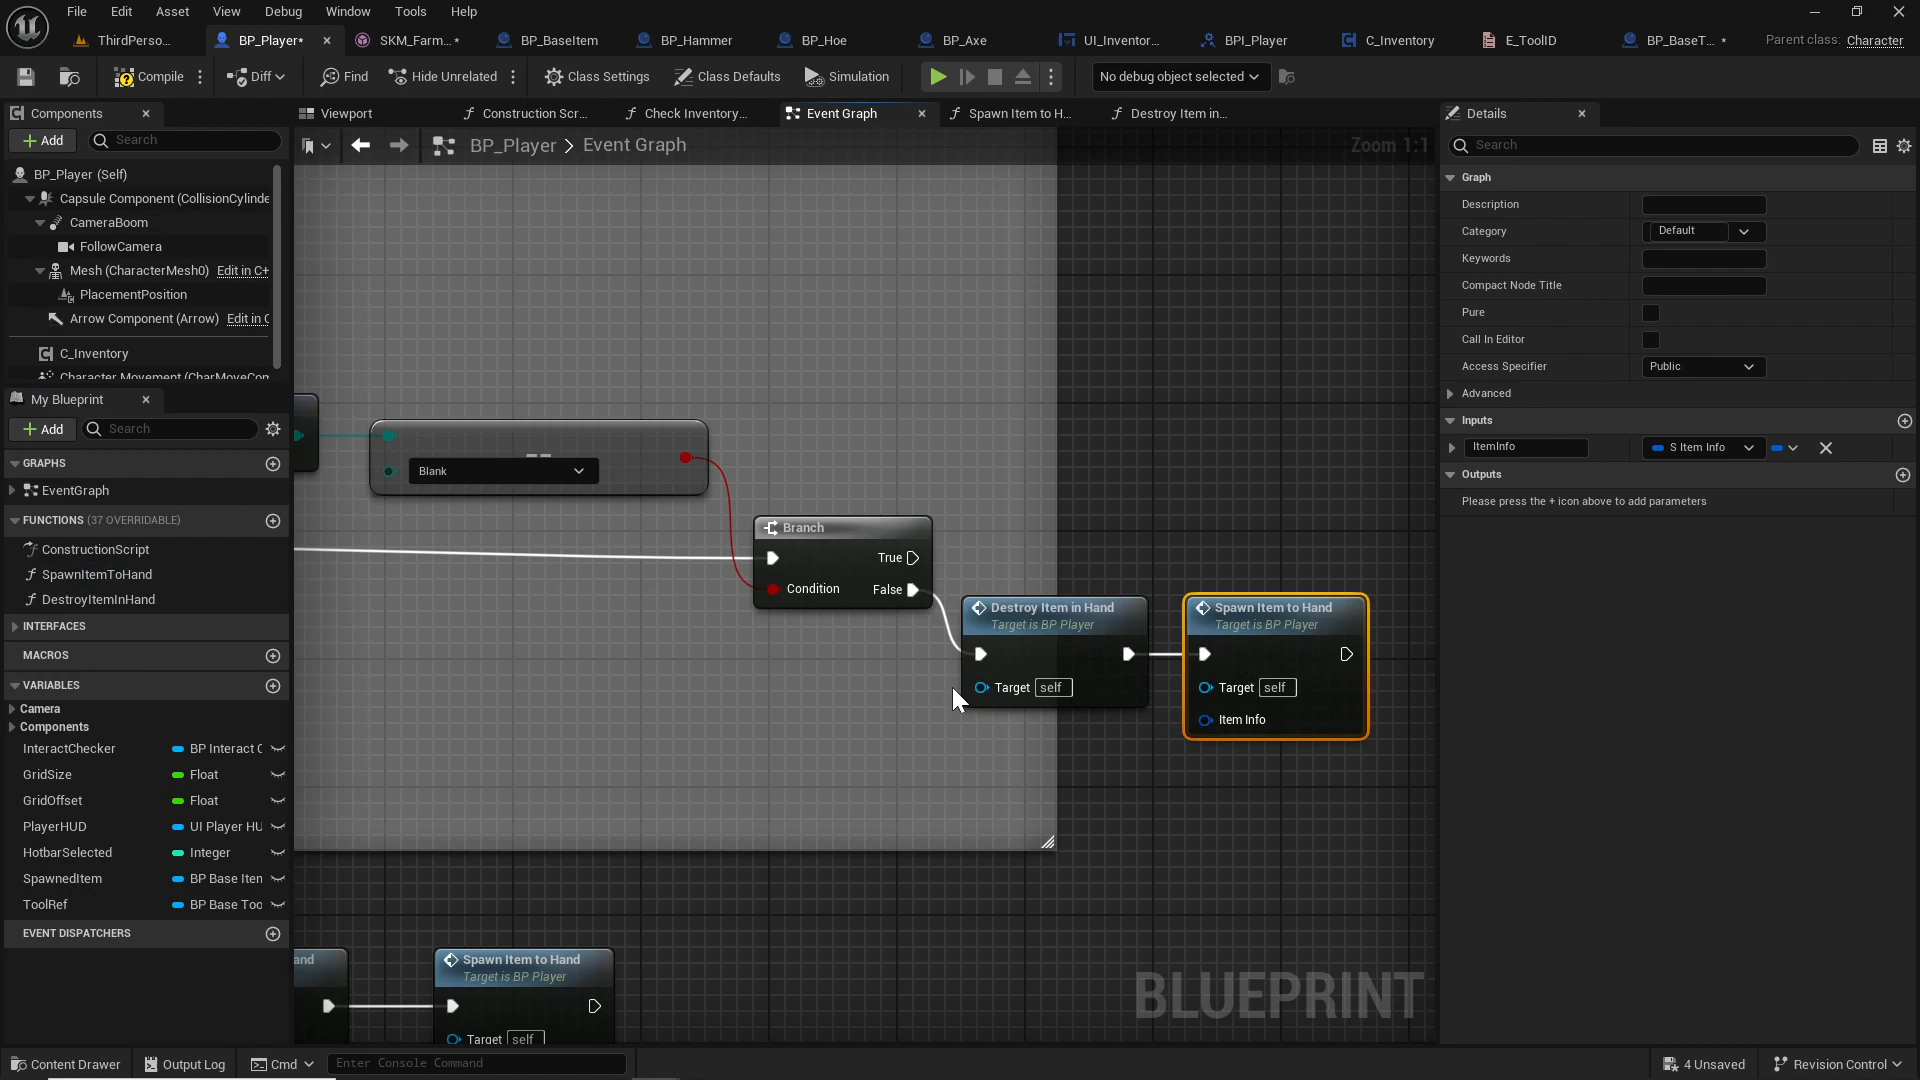 File Edit Asset View Debug Window Tools Help
ThirdPerso... BP_Player* SKM_Farm...* BP_BaseItem BP_Hammer BP_Hoe BP_Axe UI_Inventor... BPI_Player C_Inventory E_ToolID BP_BaseT... * Parent class: Character
Compile Diff Find Hide Unrelated Class Settings Class Defaults Simulation No debug object selected
Components Viewport Construction Scr... Check Inventory... Event Graph Spawn Item to H... Destroy Item in... Details
Add Search BP_Player > Event Graph Zoom 1:1 Search
BP_Player (Self)
Capsule Component (CollisionCylinde
CameraBoom
FollowCamera
Mesh (CharacterMesh0) Edit in C+
PlacementPosition
Arrow Component (Arrow) Edit in C
C_Inventory
Character Movement (CharMoveCom
My Blueprint
Add Search
GRAPHS
EventGraph
FUNCTIONS (37 OVERRIDABLE)
ConstructionScript
SpawnItemToHand
DestroyItemInHand
INTERFACES
MACROS
VARIABLES
Camera
Components
InteractChecker BP Interact C
GridSize Float
GridOffset Float
PlayerHUD UI Player HU
HotbarSelected Integer
SpawnedItem BP Base Iten
ToolRef BP Base Too
EVENT DISPATCHERS
==
Blank
Branch
True
Condition False
Destroy Item in Hand
Target is BP Player
Target self
Spawn Item to Hand
Target is BP Player
Target self
Item Info
and
Spawn Item to Hand
Target is BP Player
Target self
BLUEPRINT
Graph
Description
Category Default
Keywords
Compact Node Title
Pure
Call In Editor
Access Specifier Public
Advanced
Inputs
ItemInfo S Item Info
Outputs
Please press the + icon above to add parameters
Content Drawer Output Log Cmd Enter Console Command 4 Unsaved Revision Control